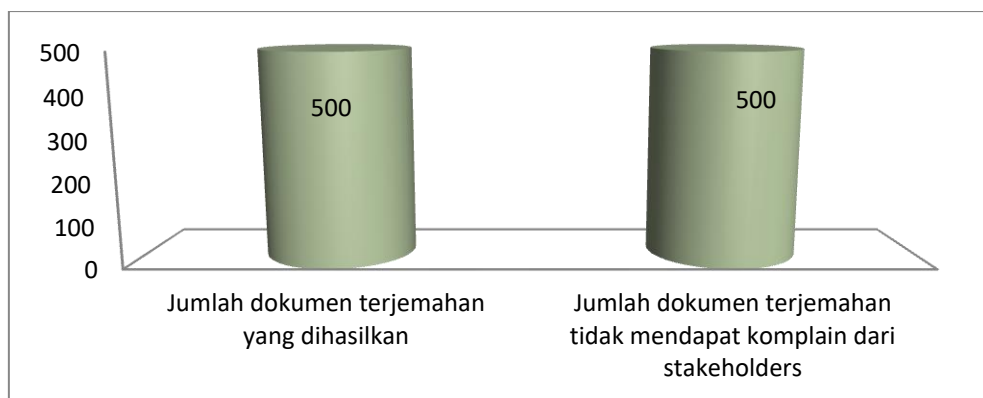 500
400
300
200
100
0
500
500
Jumlah dokumen terjemahan
yang dihasilkan
Jumlah dokumen terjemahan
tidak mendapat komplain dari
stakeholders